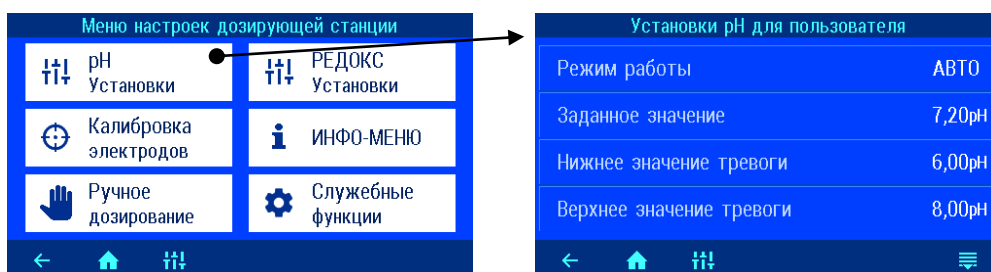 Меню настроек дозирующей станции
pH
Установки
РЕДОКС
Установки
Калибровка
электродов
ИНФО-МЕНЮ
Ручное
дозирование
Служебные
функции
Установки pH для пользователя
Режим работы АВТО
Заданное значение 7,20pH
Нижнее значение тревоги 6,00pH
Верхнее значение тревоги 8,00pH